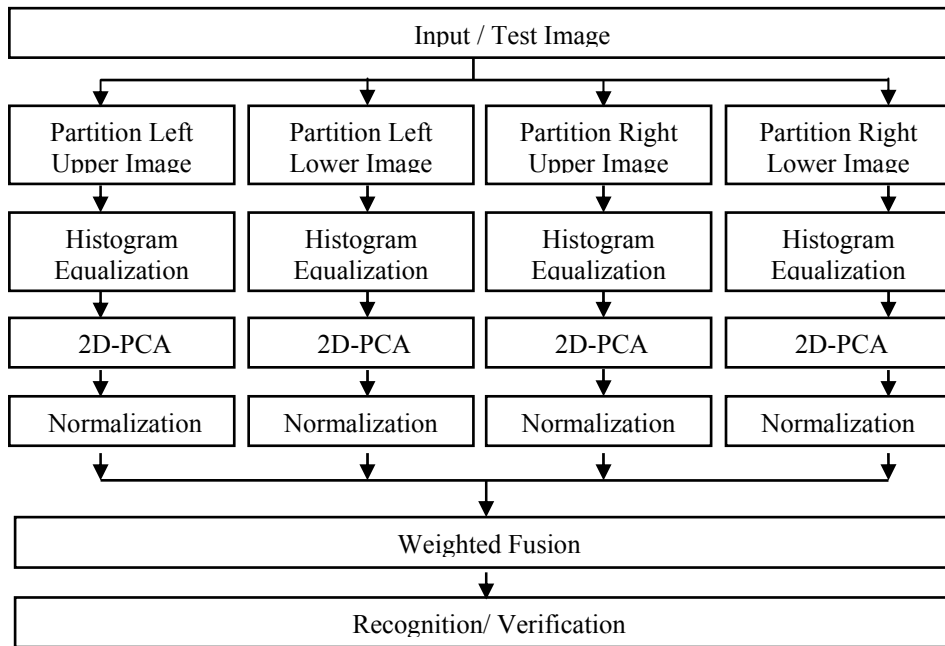 Input / Test Image
Partition Left
Upper Image
Partition Left
Lower Image
Partition Right
Upper Image
Partition Right
Lower Image
Histogram
Equalization
Histogram
Equalization
Histogram
Equalization
Histogram
Equalization
2D-PCA
2D-PCA
2D-PCA
2D-PCA
Normalization
Normalization
Normalization
Normalization
Weighted Fusion
Recognition/ Verification